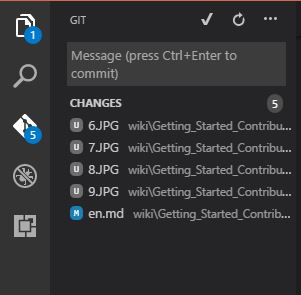 GIT
1
Message (press Ctrl+Enter to
commit)
CHANGES 5
5
U 6.JPG wiki\Getting_Started_Contribu...
U 7.JPG wiki\Getting_Started_Contribu...
U 8.JPG wiki\Getting_Started_Contribu...
U 9.JPG wiki\Getting_Started_Contribu...
M en.md wiki\Getting_Started_Contrib...